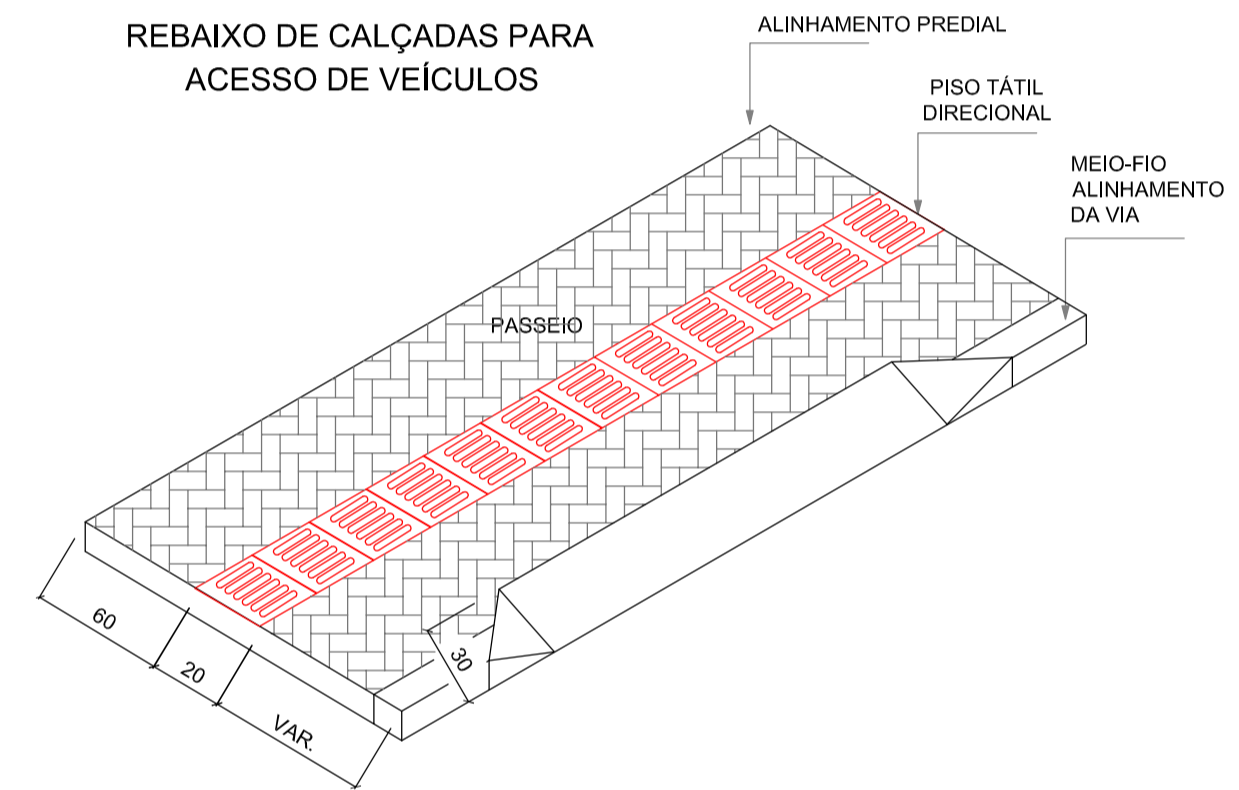 REBAIXO DE CALÇADAS PARA
ACESSO DE VEÍCULOS
ALINHAMENTO PREDIAL
PISO TÁTIL
DIRECIONAL
MEIO-FIO
ALINHAMENTO
DA VIA
PASSEIO
60
20
VAR.
30